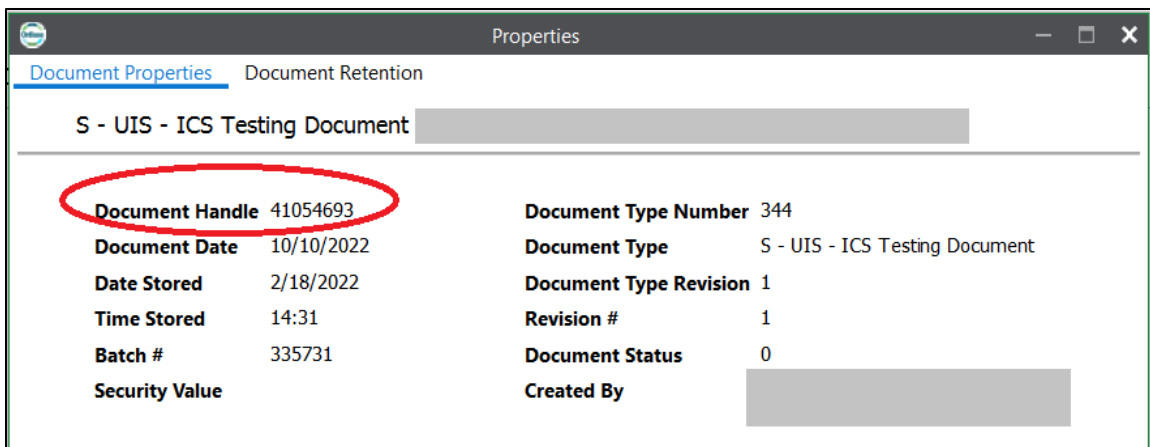 Properties
Document Properties Document Retention
S - UIS - ICS Testing Document
Document Handle 41054693 Document Type Number 344
Document Date 10/10/2022 Document Type S - UIS - ICS Testing Document
Date Stored 2/18/2022 Document Type Revision 1
Time Stored 14:31 Revision # 1
Batch # 335731 Document Status 0
Security Value Created By